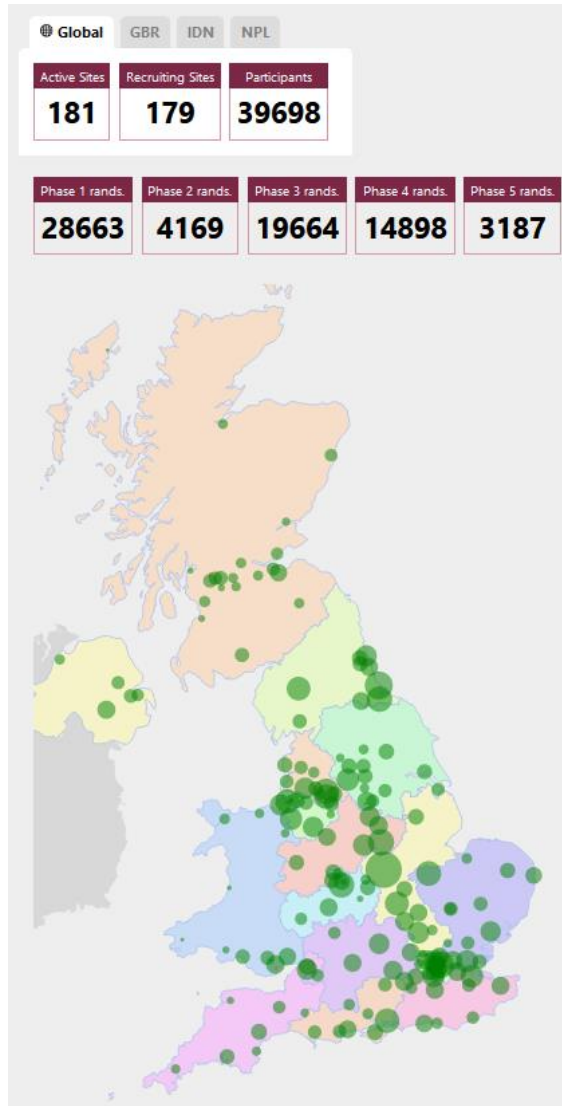 Global GBR IDN NPL
Active Sites Recruiting Sites Participants
181 179 39698
Phase 1 rands. Phase 2 rands. Phase 3 rands. Phase 4 rands. Phase 5 rands.
28663 4169 19664 14898 3187